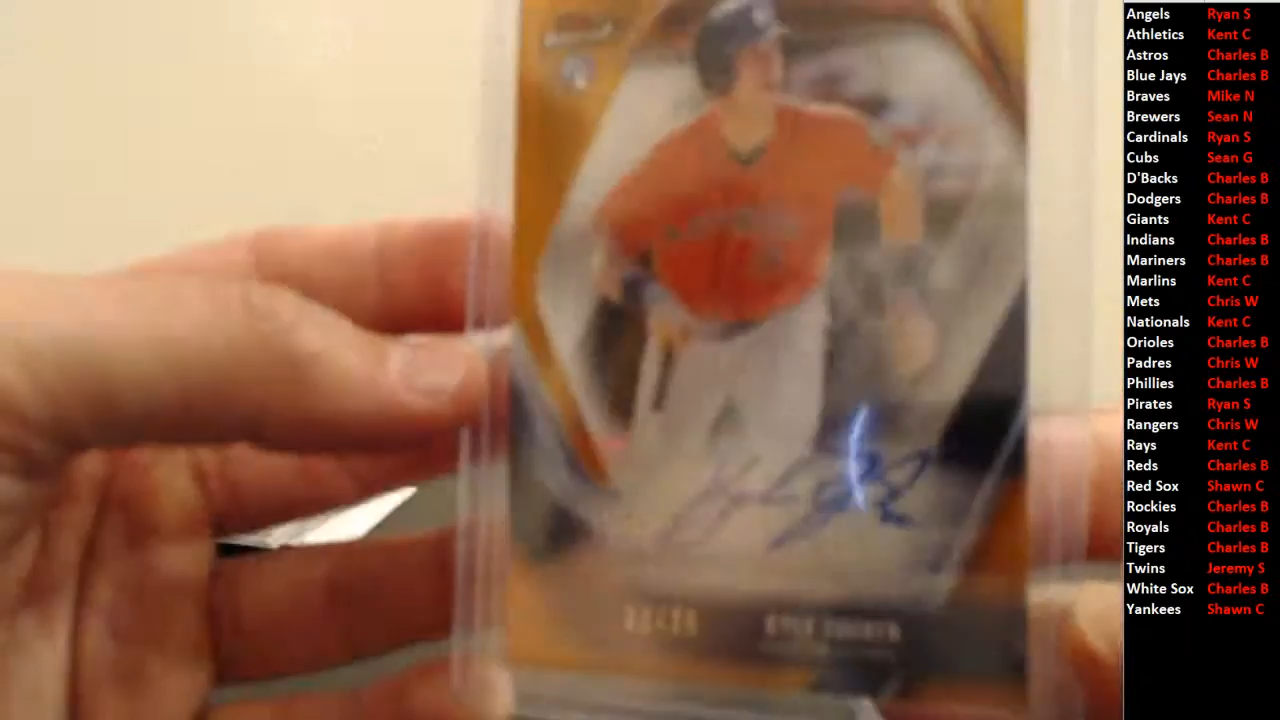 Angels Ryan S
Athletics Kent C
Astros Charles B
Blue Jays Charles B
Braves Mike N
Brewers Sean N
Cardinals Ryan S
Cubs Sean G
D'Backs Charles B
Dodgers Charles B
Giants Kent C
Indians Charles B
Mariners Charles B
Marlins Kent C
Mets Chris W
Nationals Kent C
Orioles Charles B
Padres Chris W
Phillies Charles B
Pirates Ryan S
Rangers Chris W
Rays Kent C
Reds Charles B
Red Sox Shawn C
Rockies Charles B
Royals Charles B
Tigers Charles B
Twins Jeremy S
White Sox Charles B
Yankees Shawn C